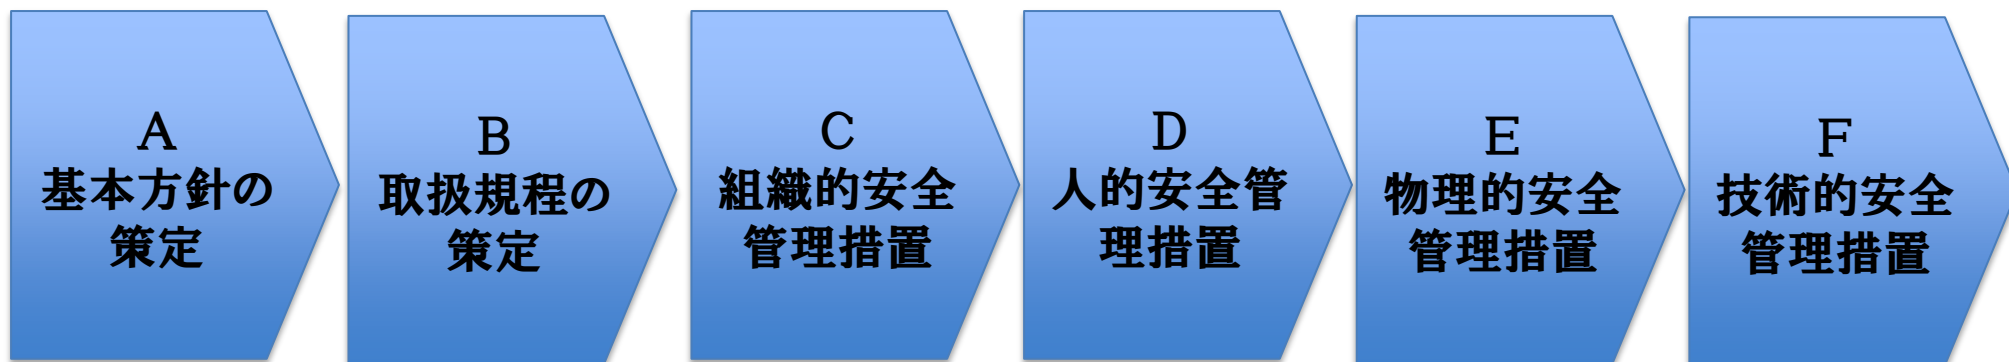 A
基本方針の
策定
B
取扱規程の
策定
C
組織的安全
管理措置
D
人的安全管
理措置
E
物理的安全
管理措置
F
技術的安全
管理措置